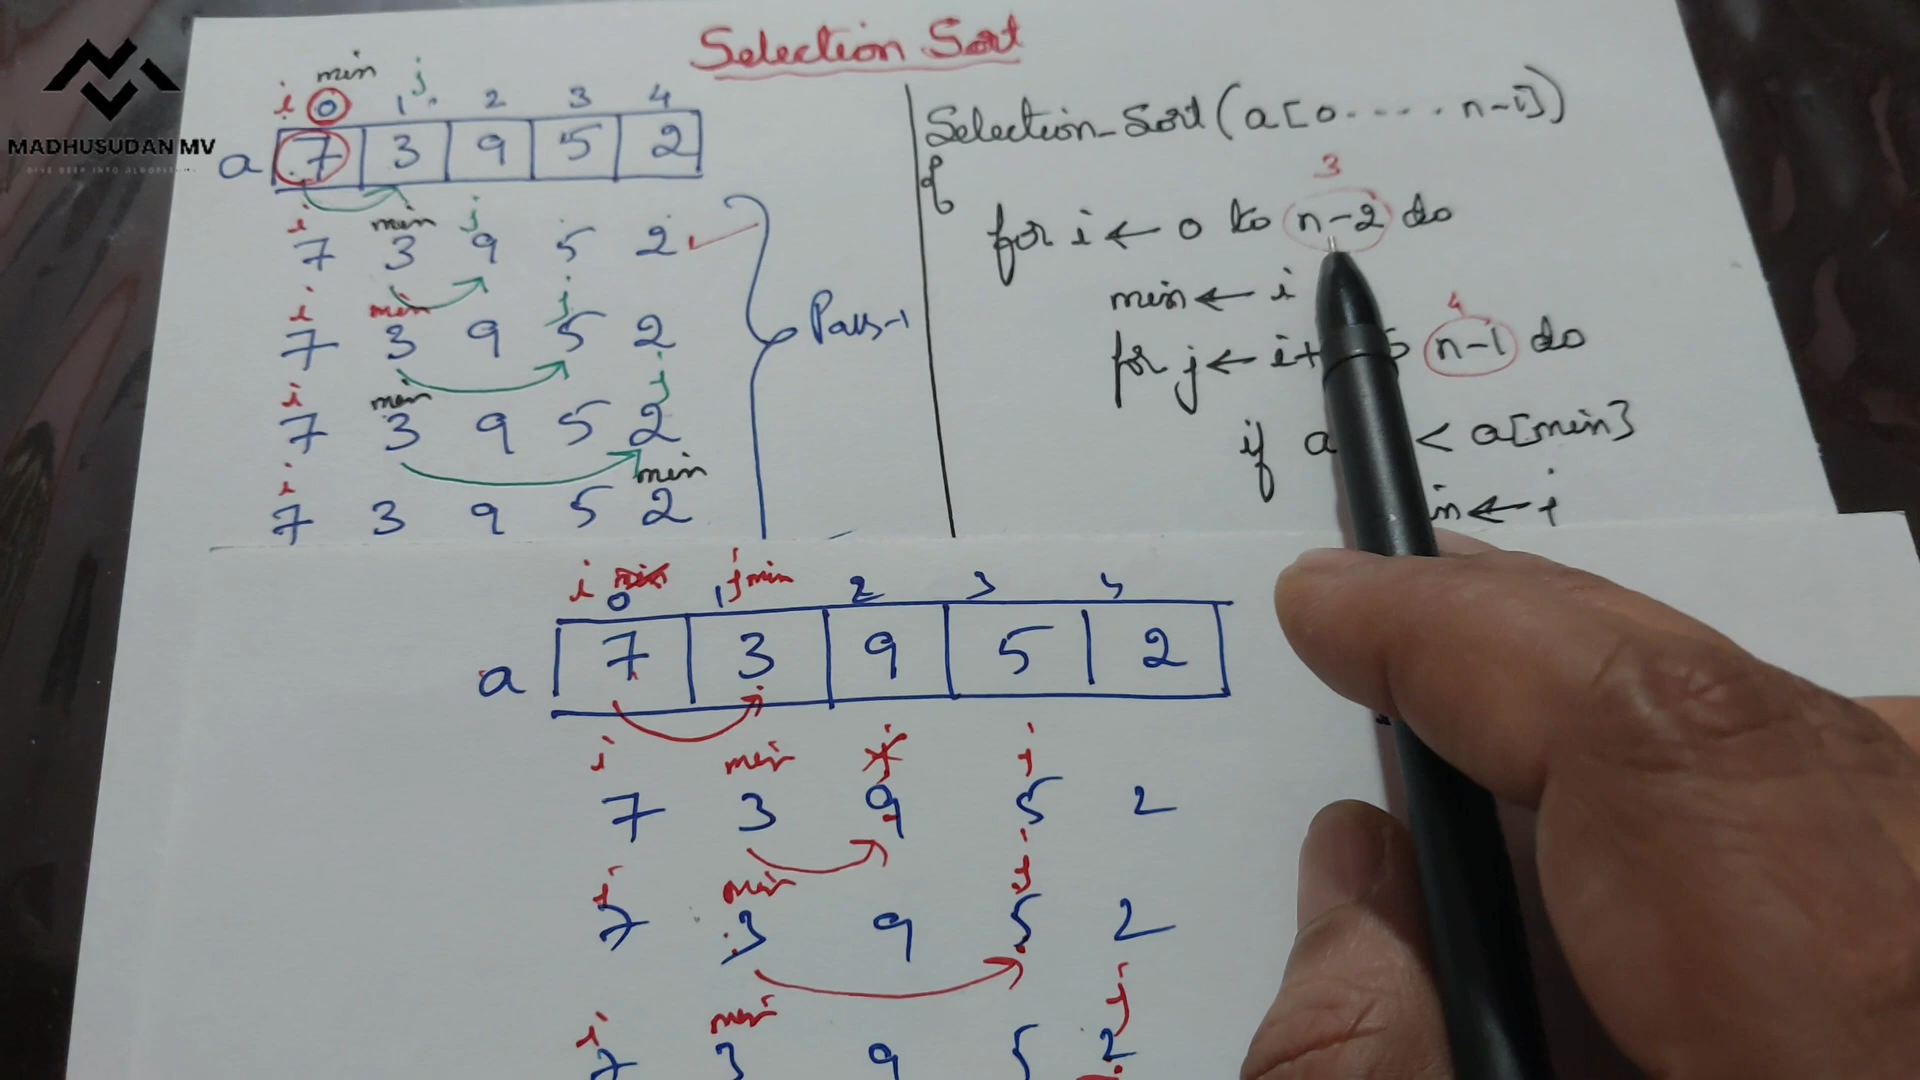 MADHUSUDAN MV
Selection Sort
min j
i 0 1 2 3 4
a 7 3 9 5 2
i min j
7 3 9 5 2
i min j
7 3 9 5 2
i min j
7 3 9 5 2
i min
7 3 9 5 2
Pass-1
Selection_Sort(a[0....n-1])
{
3
for i ← 0 to n-2 do
min ← i
4
for j ← i+ n-1 do
if a < a[min]
in ← j
i min j min
0 1 2 3 4
a 7 3 9 5 2
i min j j
7 3 9 5 2
i min j
7 3 9 5 2
i min j
7 3 9 5 2